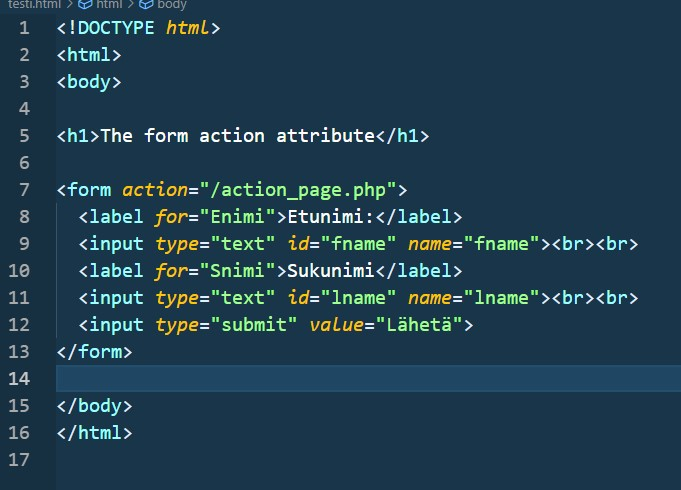 testi.html > html > body
1 <!DOCTYPE html>
2 <html>
3 <body>
4
5 <h1>The form action attribute</h1>
6
7 <form action="/action_page.php">
8 <label for="Enimi">Etunimi:</label>
9 <input type="text" id="fname" name="fname"><br><br>
10 <label for="Snimi">Sukunimi</label>
11 <input type="text" id="lname" name="lname"><br><br>
12 <input type="submit" value="Lähetä">
13 </form>
14
15 </body>
16 </html>
17